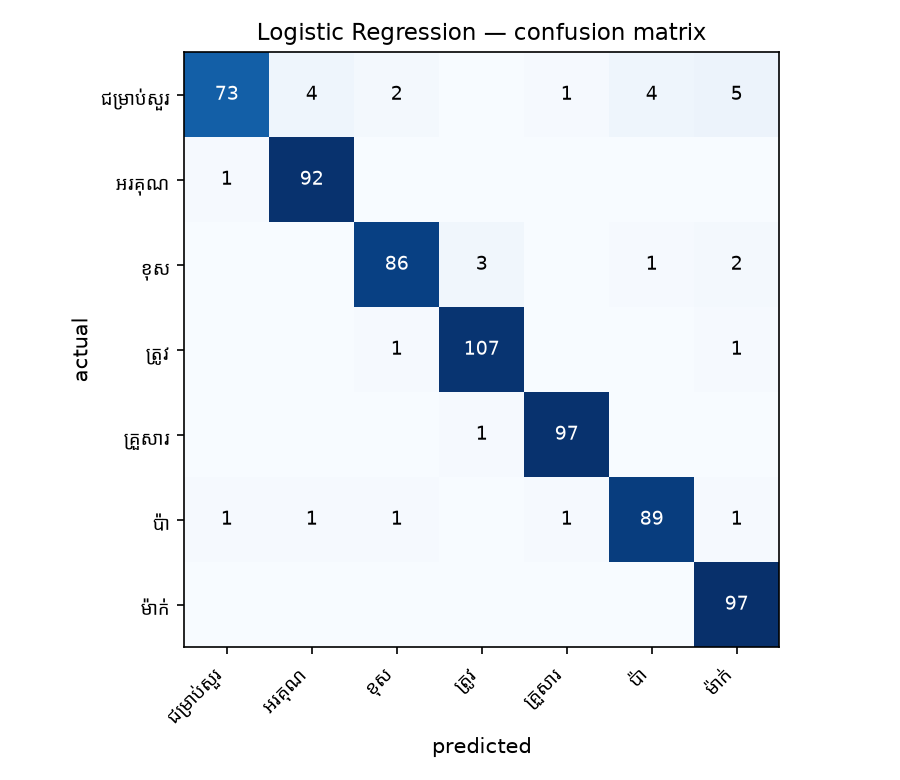 Logistic Regression — confusion matrix
ជម្រាប់សួរ 73 4 2 1 4 5
អរគុណ 1 92
ខុស 86 3 1 2
ត្រូវ 1 107 1
គ្រួសារ 1 97
ប៉ា 1 1 1 1 89 1
ម៉ាក់ 97
actual
ជម្រាប់សួរ អរគុណ ខុស ត្រូវ គ្រួសារ ប៉ា ម៉ាក់
predicted